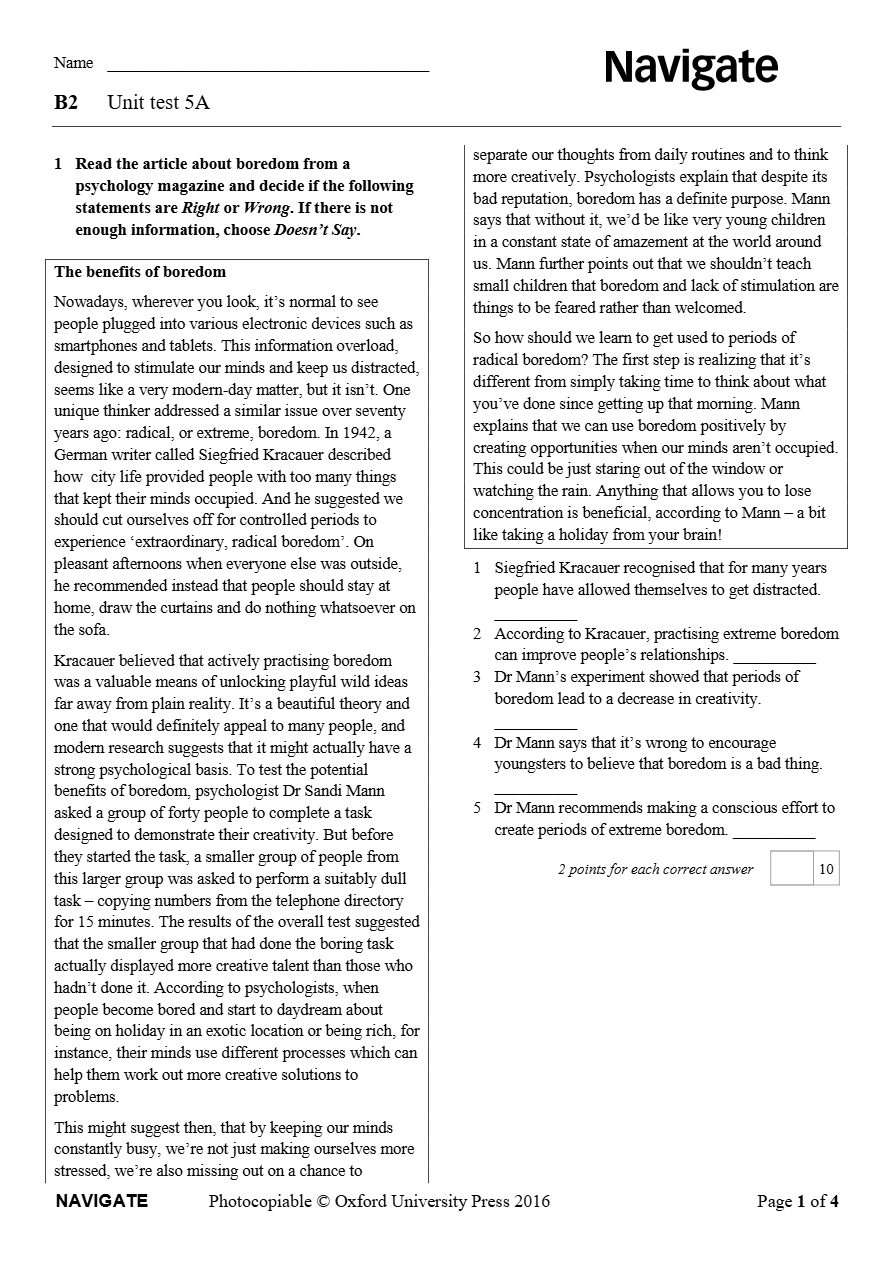 Name
Navigate
B2 Unit test 5A
1 Read the article about boredom from a
psychology magazine and decide if the following
statements are Right or Wrong. If there is not
enough information, choose Doesn’t Say.
The benefits of boredom
Nowadays, wherever you look, it’s normal to see
people plugged into various electronic devices such as
smartphones and tablets. This information overload,
designed to stimulate our minds and keep us distracted,
seems like a very modern-day matter, but it isn’t. One
unique thinker addressed a similar issue over seventy
years ago: radical, or extreme, boredom. In 1942, a
German writer called Siegfried Kracauer described
how city life provided people with too many things
that kept their minds occupied. And he suggested we
should cut ourselves off for controlled periods to
experience ‘extraordinary, radical boredom’. On
pleasant afternoons when everyone else was outside,
he recommended instead that people should stay at
home, draw the curtains and do nothing whatsoever on
the sofa.
Kracauer believed that actively practising boredom
was a valuable means of unlocking playful wild ideas
far away from plain reality. It’s a beautiful theory and
one that would definitely appeal to many people, and
modern research suggests that it might actually have a
strong psychological basis. To test the potential
benefits of boredom, psychologist Dr Sandi Mann
asked a group of forty people to complete a task
designed to demonstrate their creativity. But before
they started the task, a smaller group of people from
this larger group was asked to perform a suitably dull
task – copying numbers from the telephone directory
for 15 minutes. The results of the overall test suggested
that the smaller group that had done the boring task
actually displayed more creative talent than those who
hadn’t done it. According to psychologists, when
people become bored and start to daydream about
being on holiday in an exotic location or being rich, for
instance, their minds use different processes which can
help them work out more creative solutions to
problems.
This might suggest then, that by keeping our minds
constantly busy, we’re not just making ourselves more
stressed, we’re also missing out on a chance to
separate our thoughts from daily routines and to think
more creatively. Psychologists explain that despite its
bad reputation, boredom has a definite purpose. Mann
says that without it, we’d be like very young children
in a constant state of amazement at the world around
us. Mann further points out that we shouldn’t teach
small children that boredom and lack of stimulation are
things to be feared rather than welcomed.
So how should we learn to get used to periods of
radical boredom? The first step is realizing that it’s
different from simply taking time to think about what
you’ve done since getting up that morning. Mann
explains that we can use boredom positively by
creating opportunities when our minds aren’t occupied.
This could be just staring out of the window or
watching the rain. Anything that allows you to lose
concentration is beneficial, according to Mann – a bit
like taking a holiday from your brain!
1 Siegfried Kracauer recognised that for many years
people have allowed themselves to get distracted.
2 According to Kracauer, practising extreme boredom
can improve people’s relationships.
3 Dr Mann’s experiment showed that periods of
boredom lead to a decrease in creativity.
4 Dr Mann says that it’s wrong to encourage
youngsters to believe that boredom is a bad thing.
5 Dr Mann recommends making a conscious effort to
create periods of extreme boredom.
2 points for each correct answer 10
NAVIGATE Photocopiable © Oxford University Press 2016 Page 1 of 4